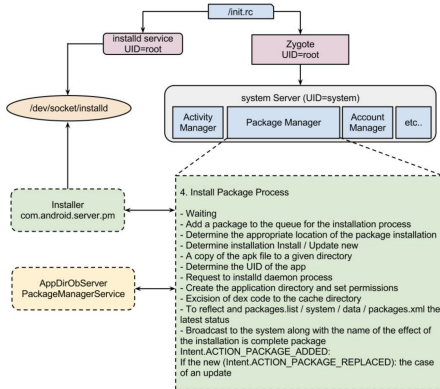 /init.rc
installd service
UID=root
Zygote
UID=root
/dev/socket/installd
system Server (UID=system)
Activity
Manager
Package Manager
Account
Manager
etc..
Installer
com.android.server.pm
AppDirObServer
PackageManagerService
4. Install Package Process
- Waiting
- Add a package to the queue for the installation process
- Determine the appropriate location of the package installation
- Determine installation Install / Update new
- A copy of the apk file to a given directory
- Determine the UID of the app
- Request to installd daemon process
- Create the application directory and set permissions
- Excision of dex code to the cache directory
- To reflect and packages.list / system / data / packages.xml the
latest status
- Broadcast to the system along with the name of the effect of
the installation is complete package
Intent.ACTION_PACKAGE_ADDED:
If the new (Intent.ACTION_PACKAGE_REPLACED): the case
of an update